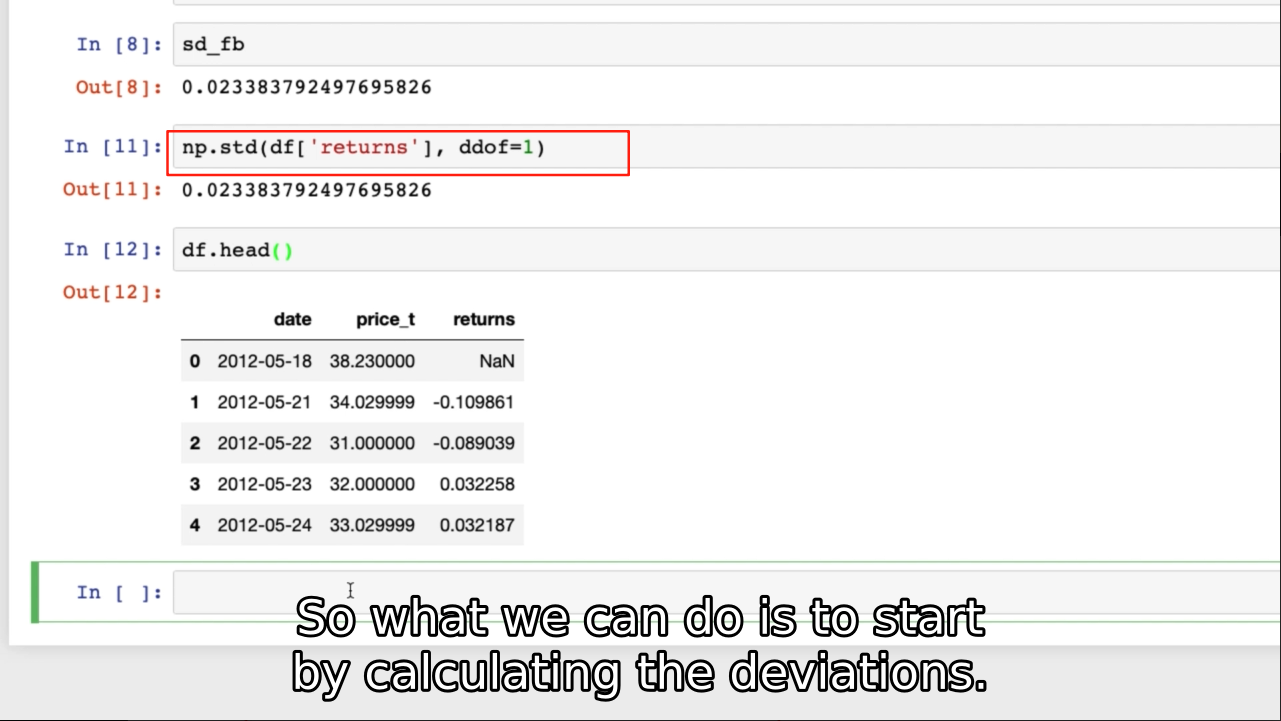 In [8]: sd_fb
Out[8]: 0.023383792497695826
In [11]: np.std(df['returns'], ddof=1)
Out[11]: 0.023383792497695826
In [12]: df.head()
Out[12]:
date price_t returns
0 2012-05-18 38.230000 NaN
1 2012-05-21 34.029999 -0.109861
2 2012-05-22 31.000000 -0.089039
3 2012-05-23 32.000000 0.032258
4 2012-05-24 33.029999 0.032187
In [ ]:
So what we can do is to start
by calculating the deviations.